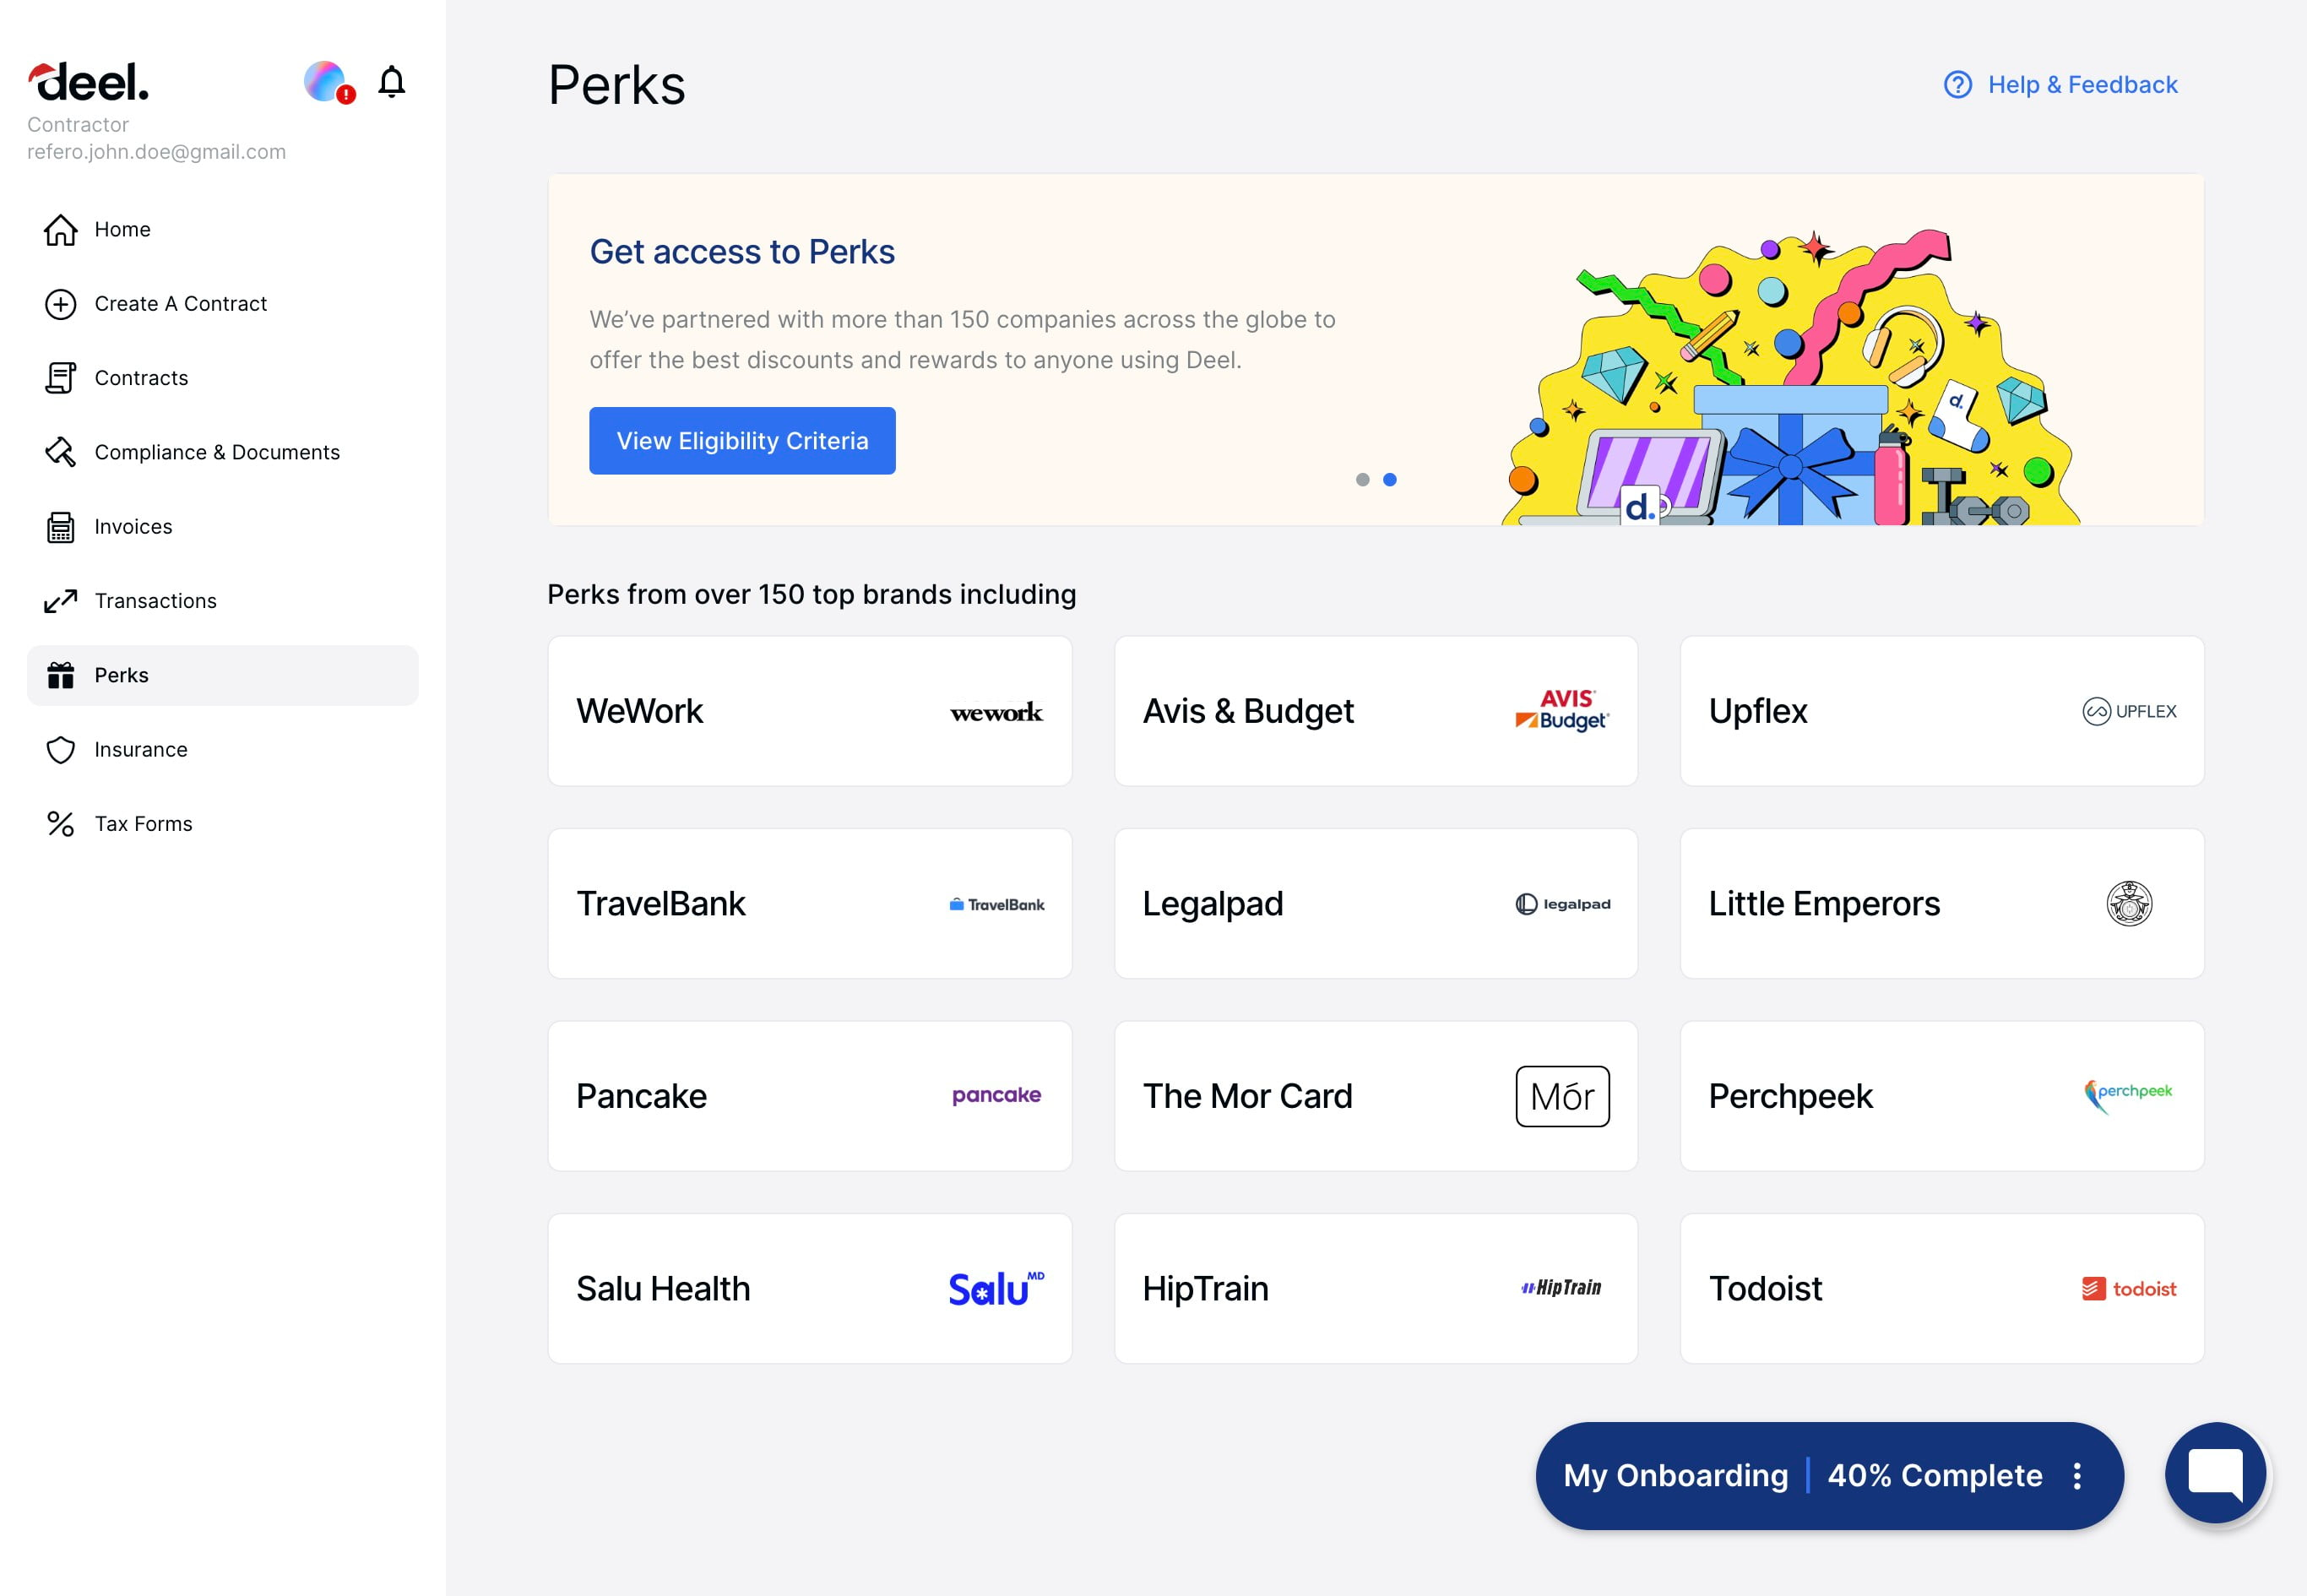 deel.
Contractor
refero.john.doe@gmail.com
Home
Create A Contract
Contracts
Compliance & Documents
Invoices
Transactions
Perks
Insurance
Tax Forms
Perks
Help & Feedback
Get access to Perks
We’ve partnered with more than 150 companies across the globe to
offer the best discounts and rewards to anyone using Deel.
View Eligibility Criteria
d.
d.
Perks from over 150 top brands including
WeWork
wework
Avis & Budget
AVIS
Budget
Upflex
UPFLEX
TravelBank
TravelBank
Legalpad
legalpad
Little Emperors
Pancake
pancake
The Mor Card
Mór
Perchpeek
perchpeek
Salu Health
Salu MD
HipTrain
HipTrain
Todoist
todoist
My Onboarding | 40% Complete